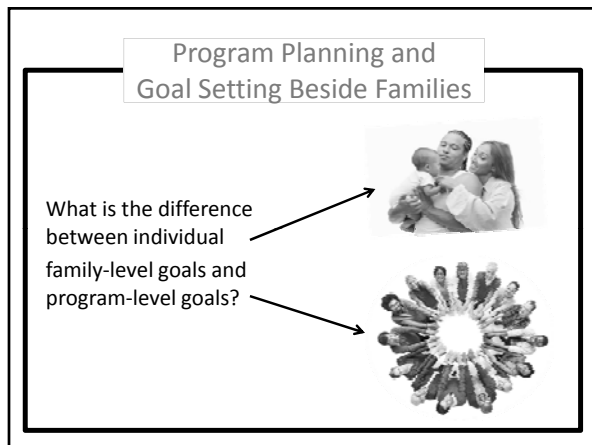 Program Planning and
Goal Setting Beside Families
What is the difference
between individual
family-level goals and
program-level goals?